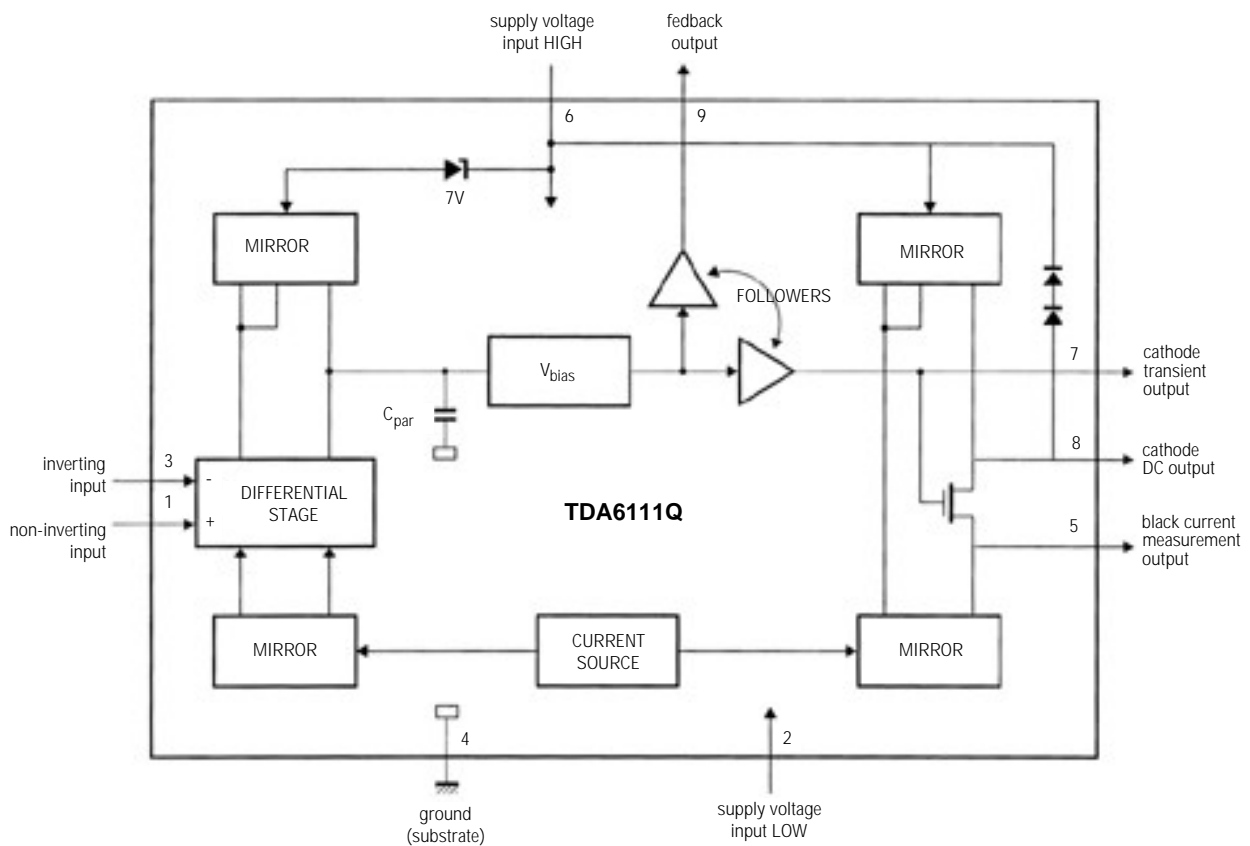 supply voltage
input HIGH
fedback
output
6
9
7V
MIRROR
MIRROR
FOLLOWERS
Vbias
Cpar
7
cathode
transient
output
8
cathode
DC output
inverting
input
3
-
1
+
non-inverting
input
DIFFERENTIAL
STAGE
TDA6111Q
5
black current
measurement
output
MIRROR
CURRENT
SOURCE
MIRROR
4
2
ground
(substrate)
supply voltage
input LOW